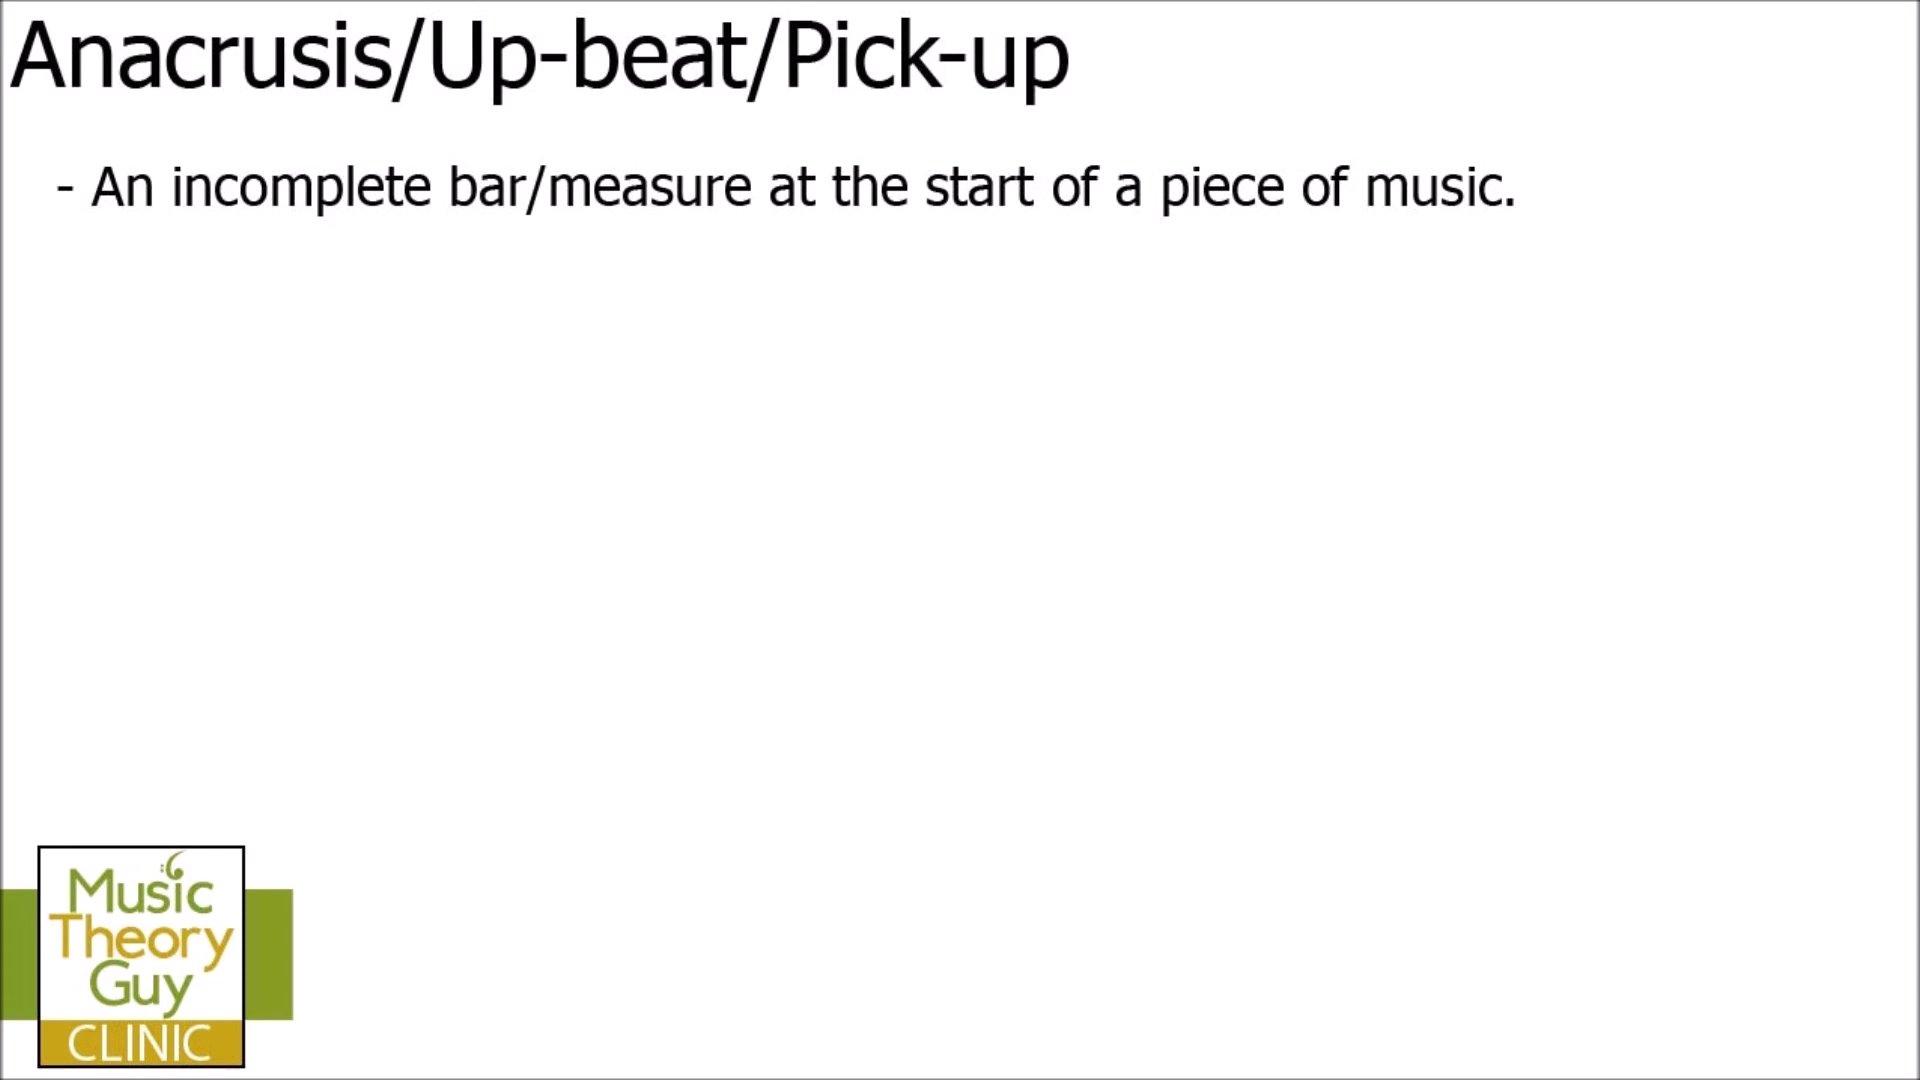 Anacrusis/Up-beat/Pick-up
- An incomplete bar/measure at the start of a piece of music.
Music
Theory
Guy
CLINIC